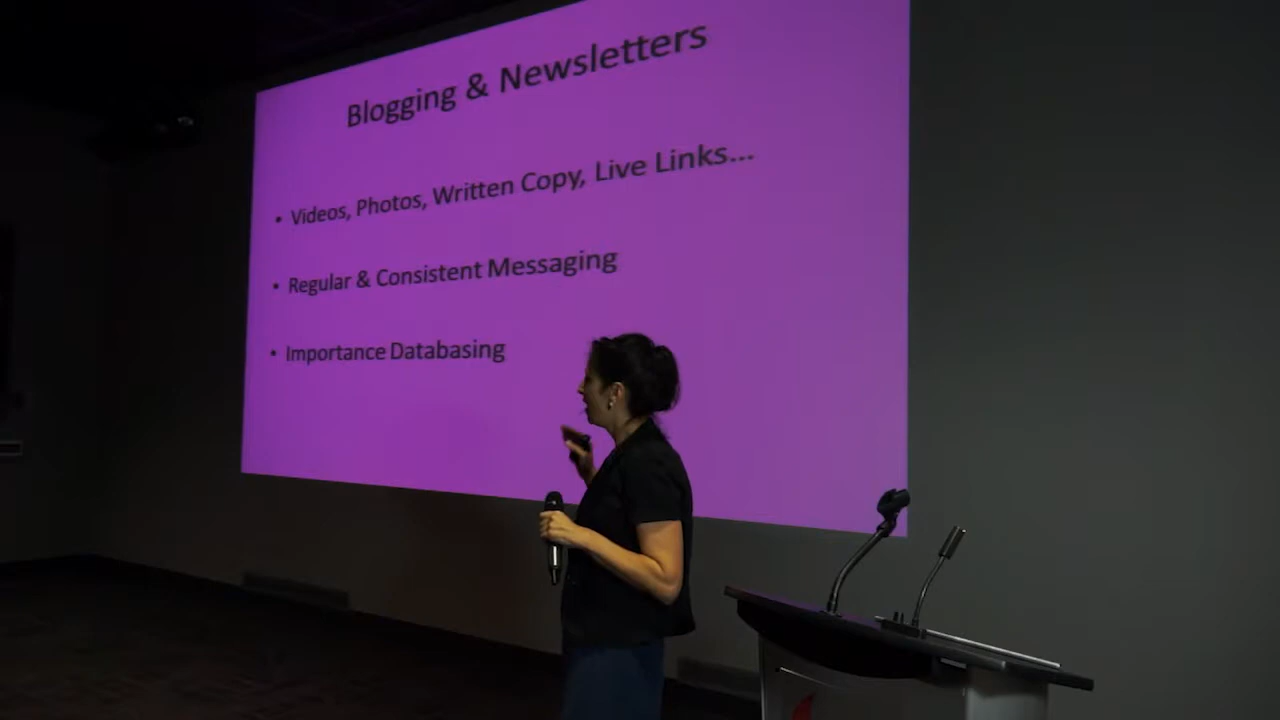 Blogging & Newsletters
• Videos, Photos, Written Copy, Live Links...
• Regular & Consistent Messaging
• Importance Databasing